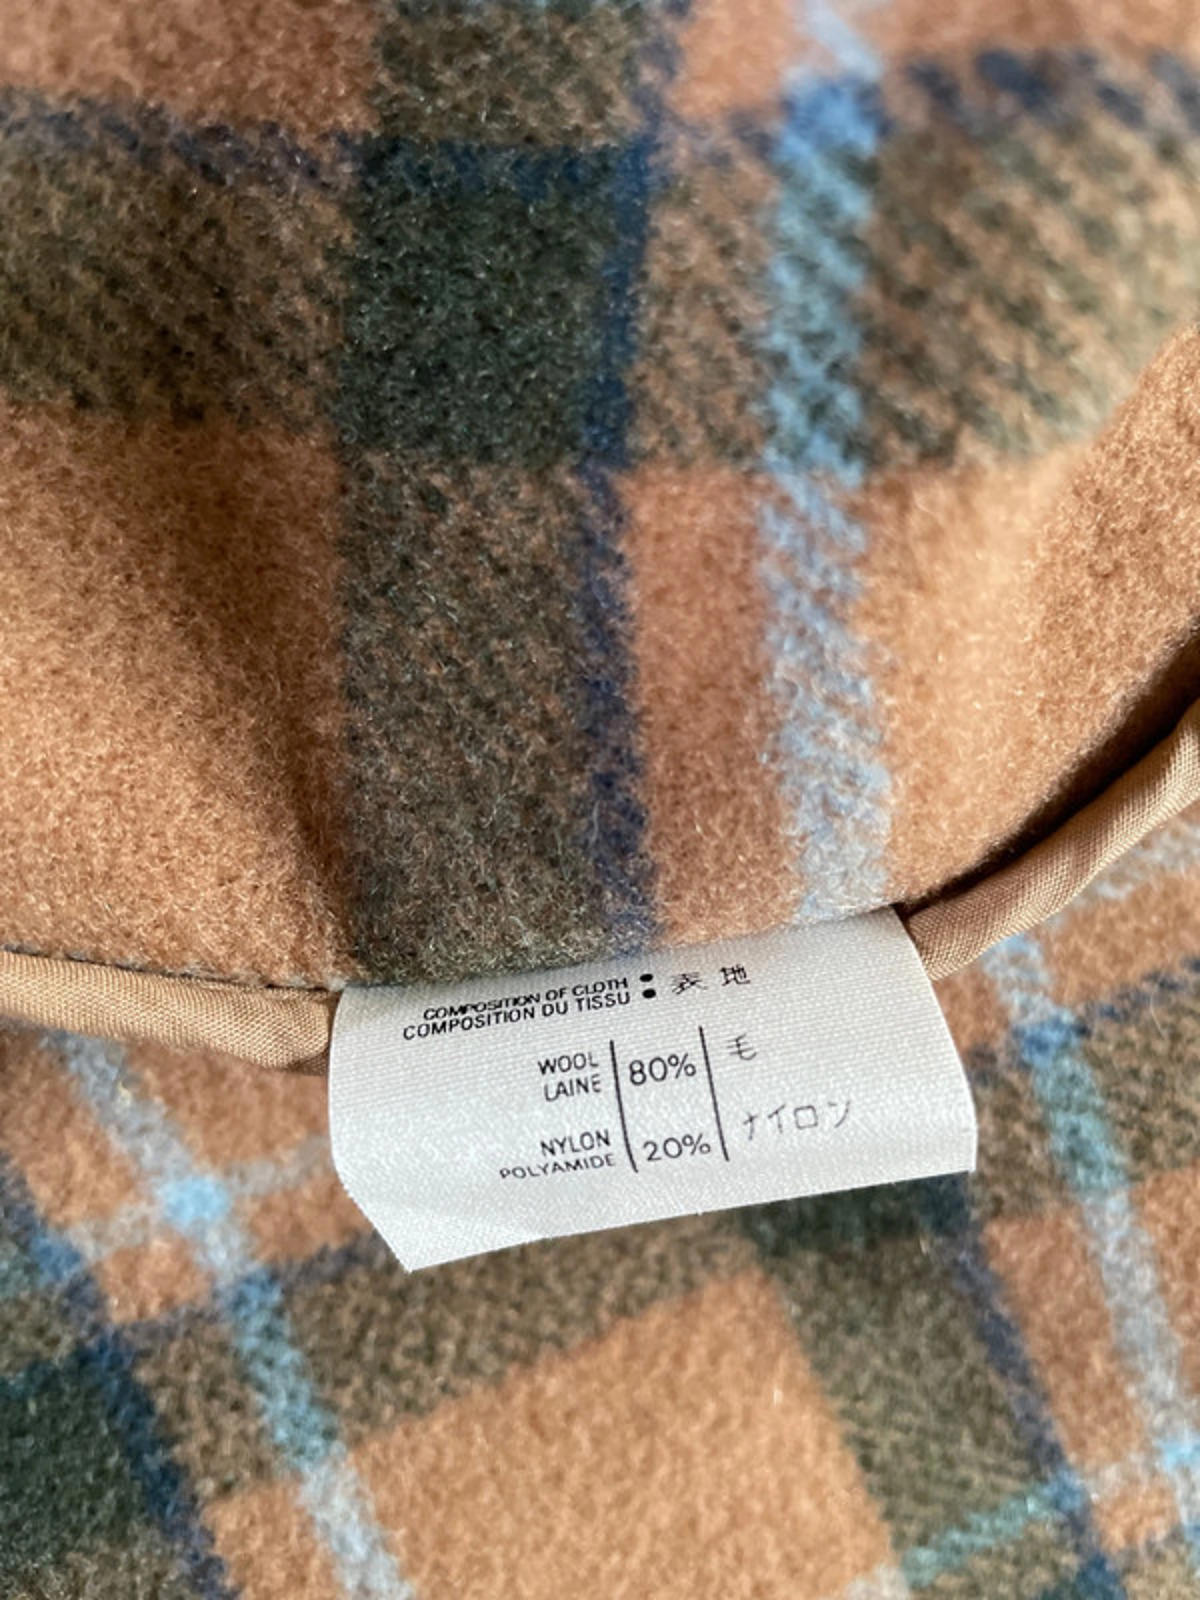 COMPOSITION OF CLOTH : 表地
COMPOSITION DU TISSU
WOOL 80% 毛
LAINE
NYLON 20% ナイロン
POLYAMIDE